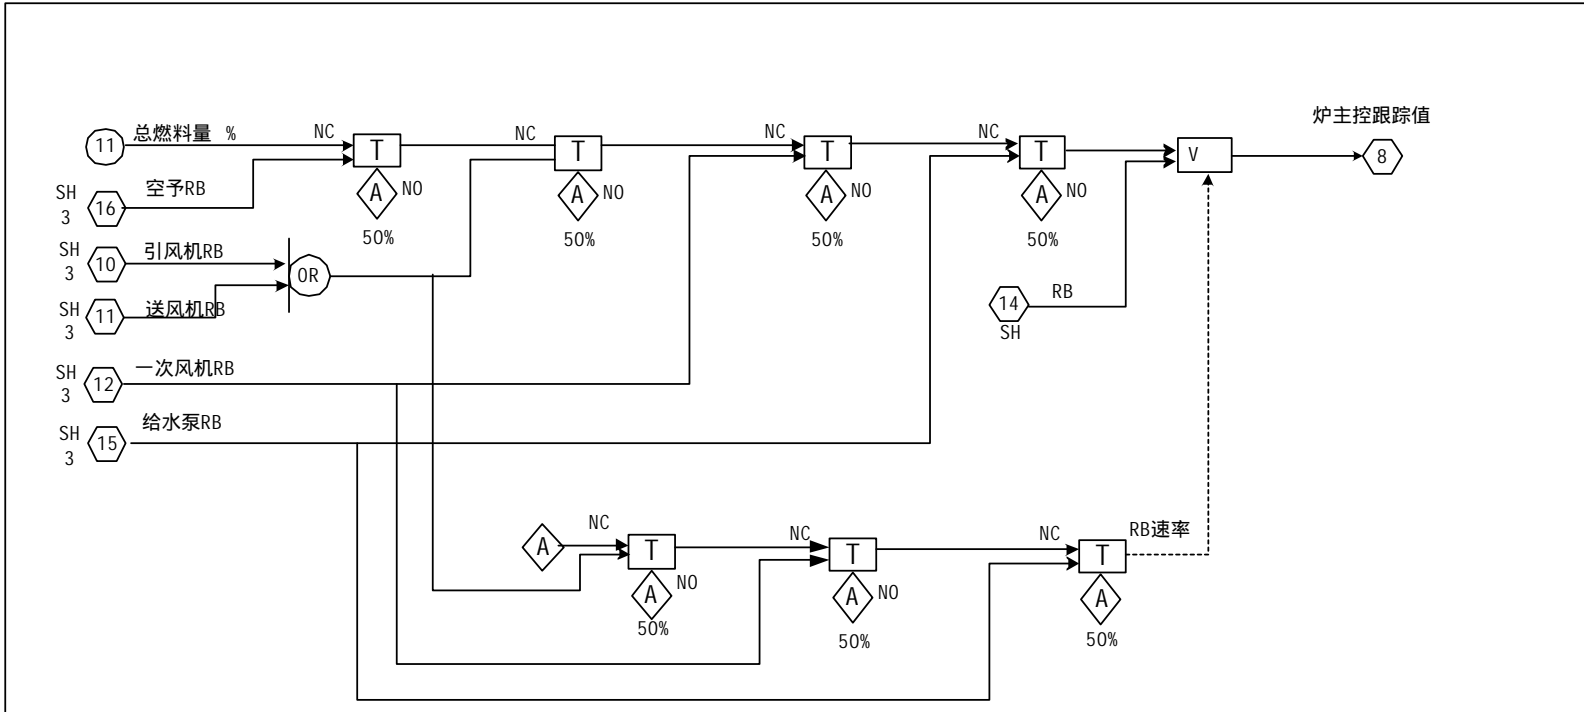 炉主控跟踪值
11 总燃料量 % NC T NC T NC T NC T V 8
A NO A NO A NO A NO
50% 50% 50% 50%
SH 3 16 空予RB
SH 3 10 引风机RB OR
SH 3 11 送风机RB
14 RB
SH
SH 3 12 一次风机RB
SH 3 15 给水泵RB
A NC T NC T NC T RB速率
A NO A NO A
50% 50% 50%